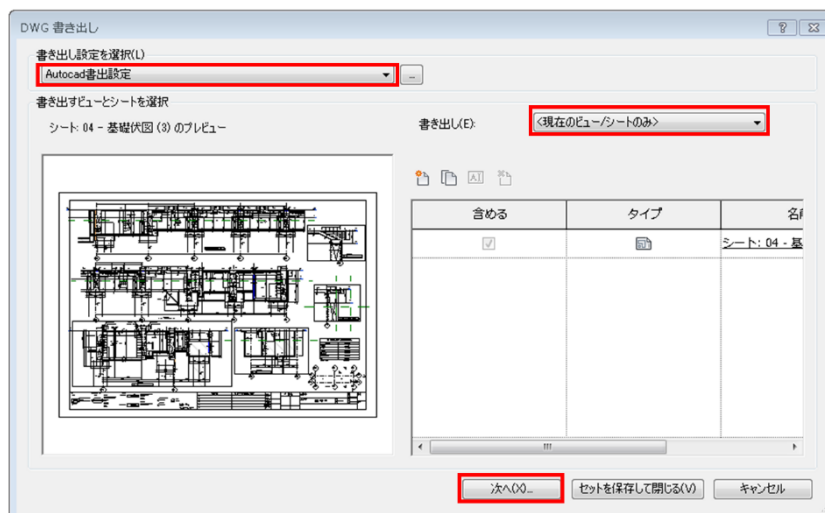 DWG 書き出し
書き出し設定を選択(L)
Autocad書出設定
書き出すビューとシートを選択
シート: 04 - 基礎伏図 (3) のプレビュー
書き出し(E):
<現在のビュー/シートのみ>
含める
タイプ
名前
シート: 04 - 基
次へ(X)...
セットを保存して閉じる(V)
キャンセル